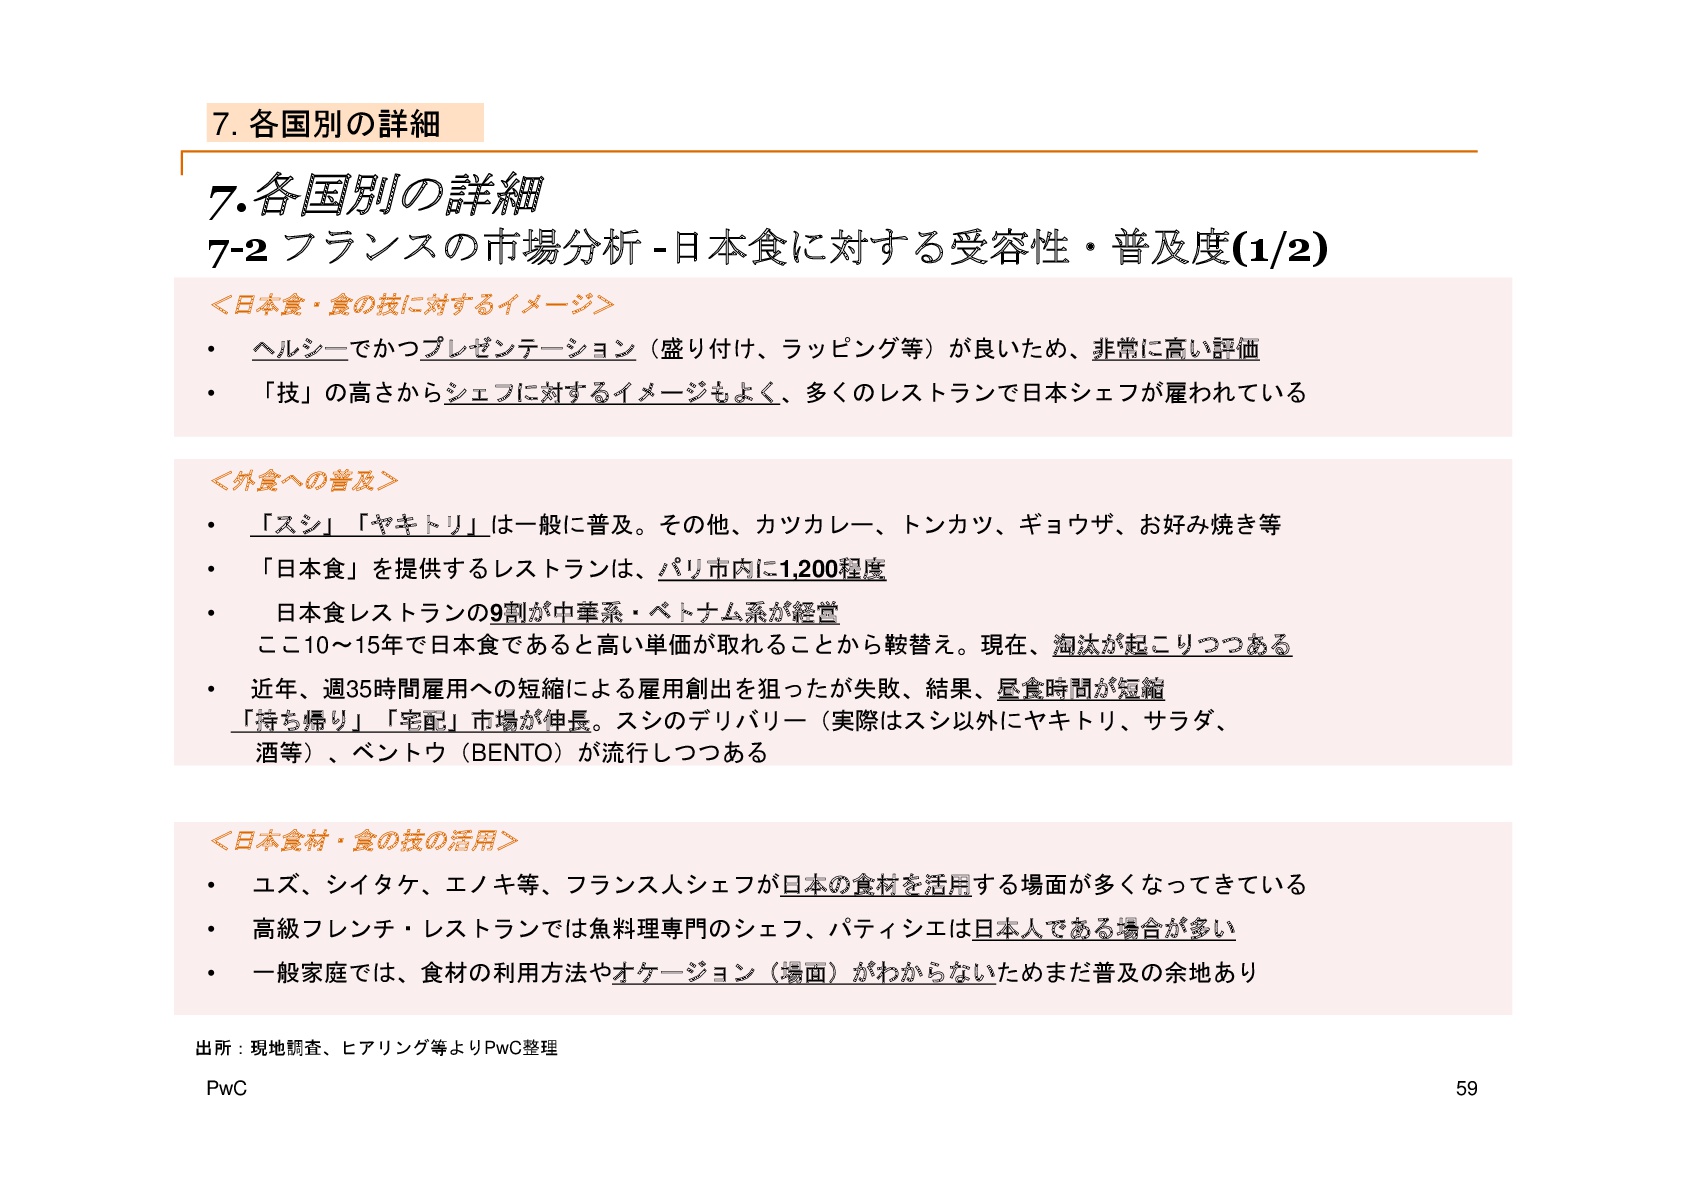 7. 各国別の詳細
7.各国別の詳細
7-2 フランスの市場分析 -日本食に対する受容性・普及度(1/2)
＜日本食・食の技に対するイメージ＞
• ヘルシーでかつプレゼンテーション（盛り付け、ラッピング等）が良いため、非常に高い評価
• 「技」の高さからシェフに対するイメージもよく、多くのレストランで日本シェフが雇われている
＜外食への普及＞
• 「スシ」「ヤキトリ」は一般に普及。その他、カツカレー、トンカツ、ギョウザ、お好み焼き等
• 「日本食」を提供するレストランは、パリ市内に1,200程度
• 日本食レストランの9割が中華系・ベトナム系が経営
ここ10～15年で日本食であると高い単価が取れることから鞍替え。現在、淘汰が起こりつつある
• 近年、週35時間雇用への短縮による雇用創出を狙ったが失敗、結果、昼食時間が短縮
「持ち帰り」「宅配」市場が伸長。スシのデリバリー（実際はスシ以外にヤキトリ、サラダ、
酒等）、ベントウ（BENTO）が流行しつつある
＜日本食材・食の技の活用＞
• ユズ、シイタケ、エノキ等、フランス人シェフが日本の食材を活用する場面が多くなってきている
• 高級フレンチ・レストランでは魚料理専門のシェフ、パティシエは日本人である場合が多い
• 一般家庭では、食材の利用方法やオケージョン（場面）がわからないためまだ普及の余地あり
出所：現地調査、ヒアリング等よりPwC整理
PwC
59